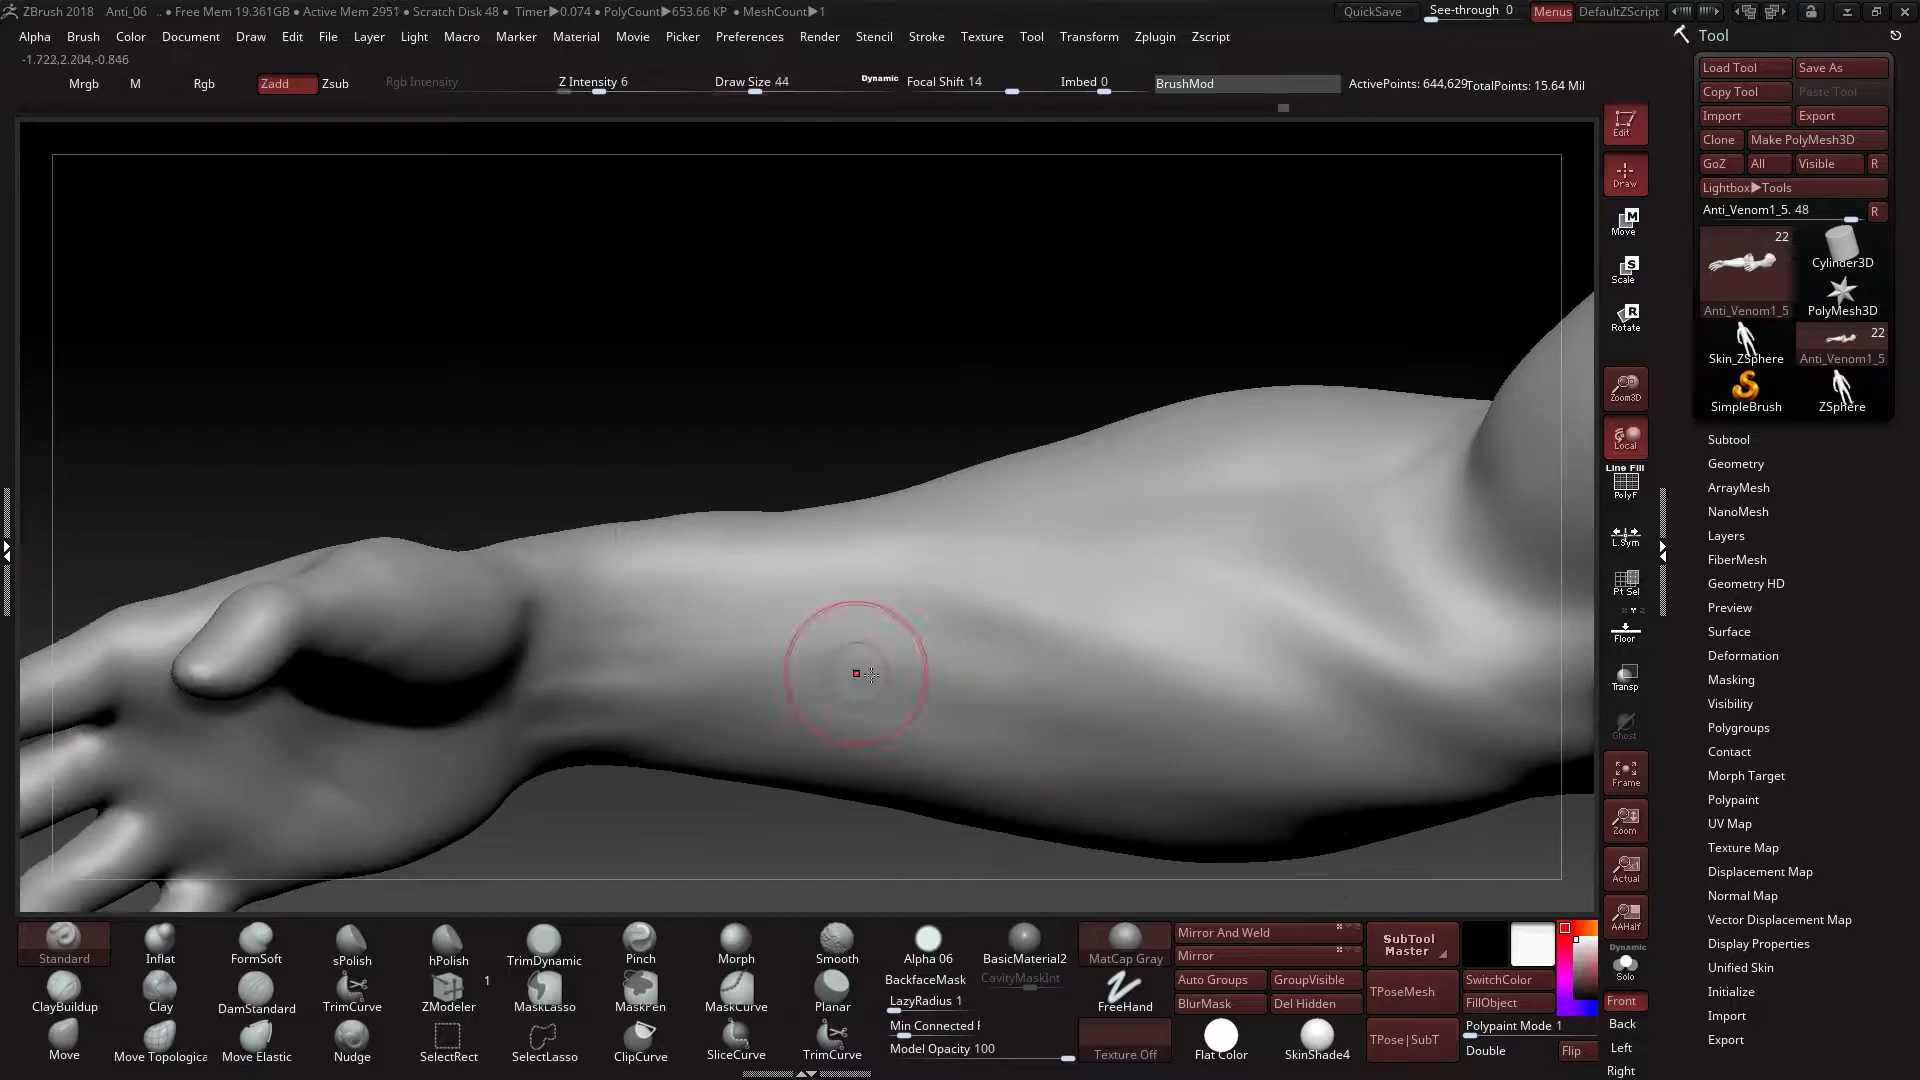 ZBrush 2018 Anti_06 .. ● Free Mem 19.361GB ● Active Mem 2951 ● Scratch Disk 48 ● Timer▶0.074 ● PolyCount▶653.66 KP ● MeshCount▶1 QuickSave See-through 0 Menus DefaultZScript
Alpha Brush Color Document Draw Edit File Layer Light Macro Marker Material Movie Picker Preferences Render Stencil Stroke Texture Tool Transform Zplugin Zscript
-1.722,2.204,-0.846
Mrgb M Rgb Zadd Zsub Rgb Intensity Z Intensity 6 Draw Size 44 Dynamic Focal Shift 14 Imbed 0 BrushMod ActivePoints: 644,629 TotalPoints: 15.64 Mil
Edit
Draw
M
Move
S
Scale
R
Rotate
Zoom3D
Local
Line Fill
PolyF
L.Sym
Pt Sel
Floor
Transp
Ghost
Frame
Zoom
Actual
AAHalf
Dynamic
Solo
Front
Back
Left
Right
Tool
Load Tool Save As
Copy Tool Paste Tool
Import Export
Clone Make PolyMesh3D
GoZ All Visible R
Lightbox▶Tools
Anti_Venom1_5. 48 R
22
Cylinder3D
Anti_Venom1_5 PolyMesh3D
22
Skin_ZSphere Anti_Venom1_5
SimpleBrush ZSphere
Subtool
Geometry
ArrayMesh
NanoMesh
Layers
FiberMesh
Geometry HD
Preview
Surface
Deformation
Masking
Visibility
Polygroups
Contact
Morph Target
Polypaint
UV Map
Texture Map
Displacement Map
Normal Map
Vector Displacement Map
Display Properties
Unified Skin
Initialize
Import
Export
Standard Inflat FormSoft sPolish hPolish TrimDynamic Pinch Morph Smooth Alpha 06 BasicMaterial2 MatCap Gray
ClayBuildup Clay DamStandard TrimCurve ZModeler 1 MaskLasso MaskPen MaskCurve Planar
Move Move Topologica Move Elastic Nudge SelectRect SelectLasso ClipCurve SliceCurve TrimCurve
BackfaceMask CavityMaskInt
LazyRadius 1 FreeHand
Min Connected F
Model Opacity 100 Texture Off
Mirror And Weld
Mirror
Auto Groups GroupVisible
BlurMask Del Hidden
Flat Color SkinShade4
SubTool
Master
TPoseMesh
TPose|SubT
SwitchColor
FillObject
Polypaint Mode 1
Double Flip